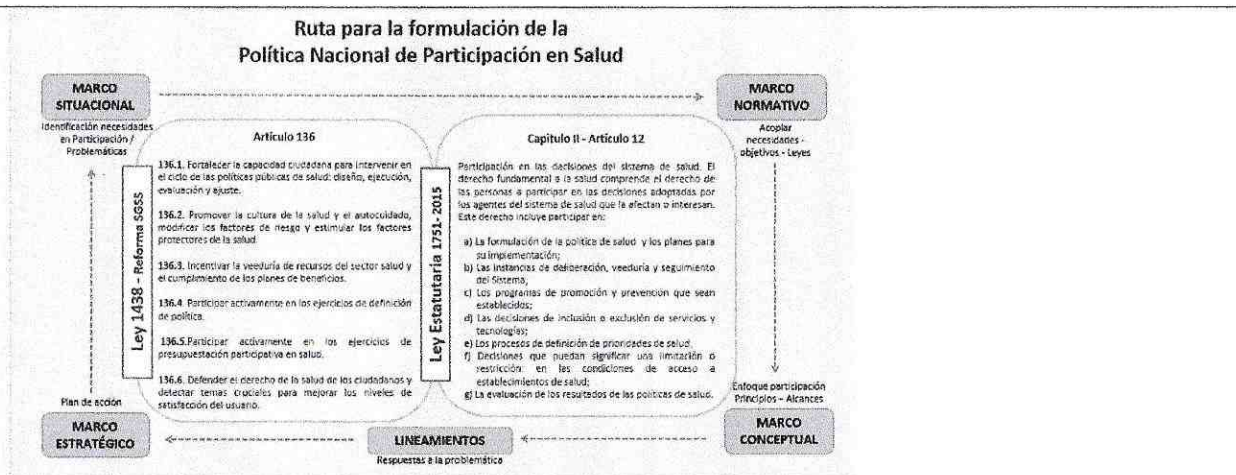 Ruta para la formulación de la
Política Nacional de Participación en Salud
MARCO
SITUACIONAL
Identificación necesidades
en Participación /
Problemáticas
MARCO
NORMATIVO
Acopiar
necesidades -
objetivos - Leyes
Ley 1438 - Reforma SGSS
Artículo 136
136.1. Fortalecer la capacidad ciudadana para intervenir en
el ciclo de las políticas públicas de salud: diseño, ejecución,
evaluación y ajuste.
136.2. Promover la cultura de la salud y el autocuidado,
modificar los factores de riesgo y estimular los factores
protectores de la salud.
136.3. Incentivar la veeduría de recursos del sector salud y
el cumplimiento de los planes de beneficios.
136.4. Participar activamente en los ejercicios de definición
de política.
136.5.Participar activamente en los ejercicios de
presupuestación participativa en salud.
136.6. Defender el derecho de la salud de los ciudadanos y
detectar temas cruciales para mejorar los niveles de
satisfacción del usuario.
Ley Estatutaria 1751- 2015
Capitulo II - Artículo 12
Participación en las decisiones del sistema de salud. El
derecho fundamental a la salud comprende el derecho de
las personas a participar en las decisiones adoptadas por
los agentes del sistema de salud que la afectan o interesan.
Este derecho incluye participar en:
a) La formulación de la política de salud y los planes para
su implementación;
b) Las instancias de deliberación, veeduría y seguimiento
del Sistema;
c) Los programas de promoción y prevención que sean
establecidos;
d) Las decisiones de inclusión o exclusión de servicios y
tecnologías;
e) Los procesos de definición de prioridades de salud.
f) Decisiones que puedan significar una limitación o
restricción en las condiciones de acceso a
establecimientos de salud;
g) La evaluación de los resultados de las políticas de salud.
Enfoque participación
Principios – Alcances
MARCO
CONCEPTUAL
LINEAMIENTOS
Respuestas a la problemática
Plan de acción
MARCO
ESTRATÉGICO